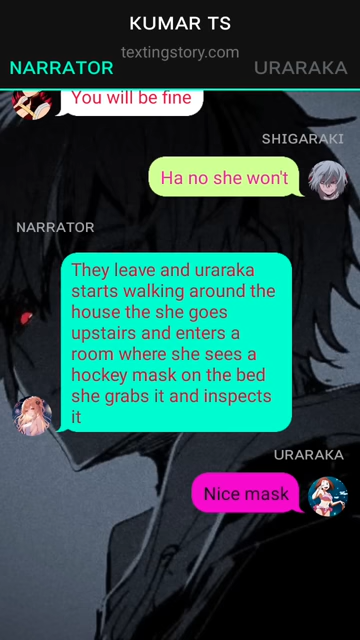 KUMAR TS
textingstory.com
NARRATOR
URARAKA
You will be fine
SHIGARAKI
Ha no she won't
NARRATOR
They leave and uraraka
starts walking around the
house the she goes
upstairs and enters a
room where she sees a
hockey mask on the bed
she grabs it and inspects
it
URARAKA
Nice mask